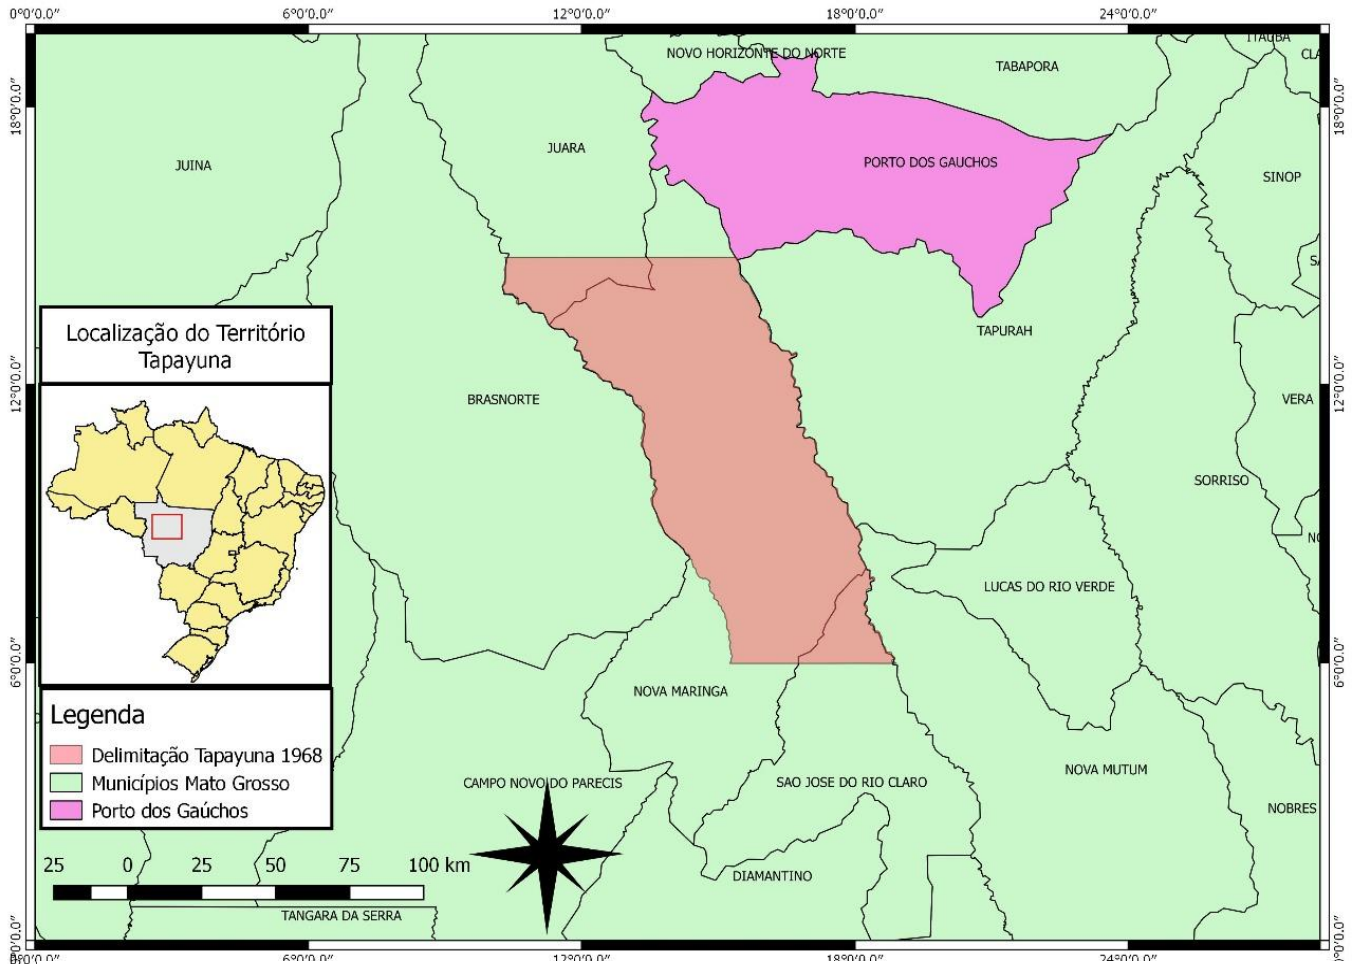 0°0'0.0"
6°0'0.0"
12°0'0.0"
18°0'0.0"
24°0'0.0"
ITAUBA
NOVO HORIZONTE DO NORTE
TABAPORA
CLA
18°0'0.0"
18°0'0.0"
JUINA
JUARA
PORTO DOS GAUCHOS
SINOP
Localização do Território
Tapayuna
TAPURAH
12°0'0.0"
12°0'0.0"
BRASNORTE
VERA
SORRISO
LUCAS DO RIO VERDE
6°0'0.0"
6°0'0.0"
NOVA MARINGA
Legenda
Delimitação Tapayuna 1968
Municípios Mato Grosso
Porto dos Gaúchos
NOVA MUTUM
CAMPO NOVO DO PARECIS
SAO JOSE DO RIO CLARO
NOBRES
25 0 25 50 75 100 km
DIAMANTINO
TANGARA DA SERRA
0°0'0.0"
6°0'0.0"
12°0'0.0"
18°0'0.0"
24°0'0.0"